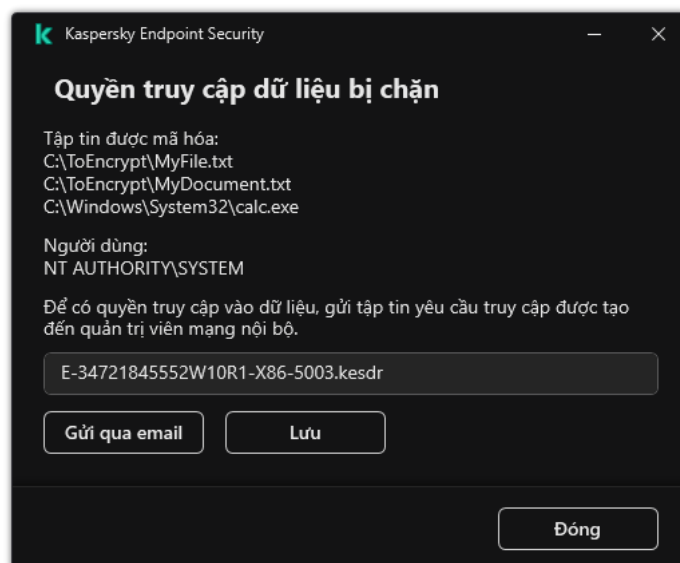 Kaspersky Endpoint Security
Quyền truy cập dữ liệu bị chặn
Tập tin được mã hóa:
C:\ToEncrypt\MyFile.txt
C:\ToEncrypt\MyDocument.txt
C:\Windows\System32\calc.exe
Người dùng:
NT AUTHORITY\SYSTEM
Để có quyền truy cập vào dữ liệu, gửi tập tin yêu cầu truy cập được tạo
đến quản trị viên mạng nội bộ.
E-34721845552W10R1-X86-5003.kesdr
Gửi qua email
Lưu
Đóng